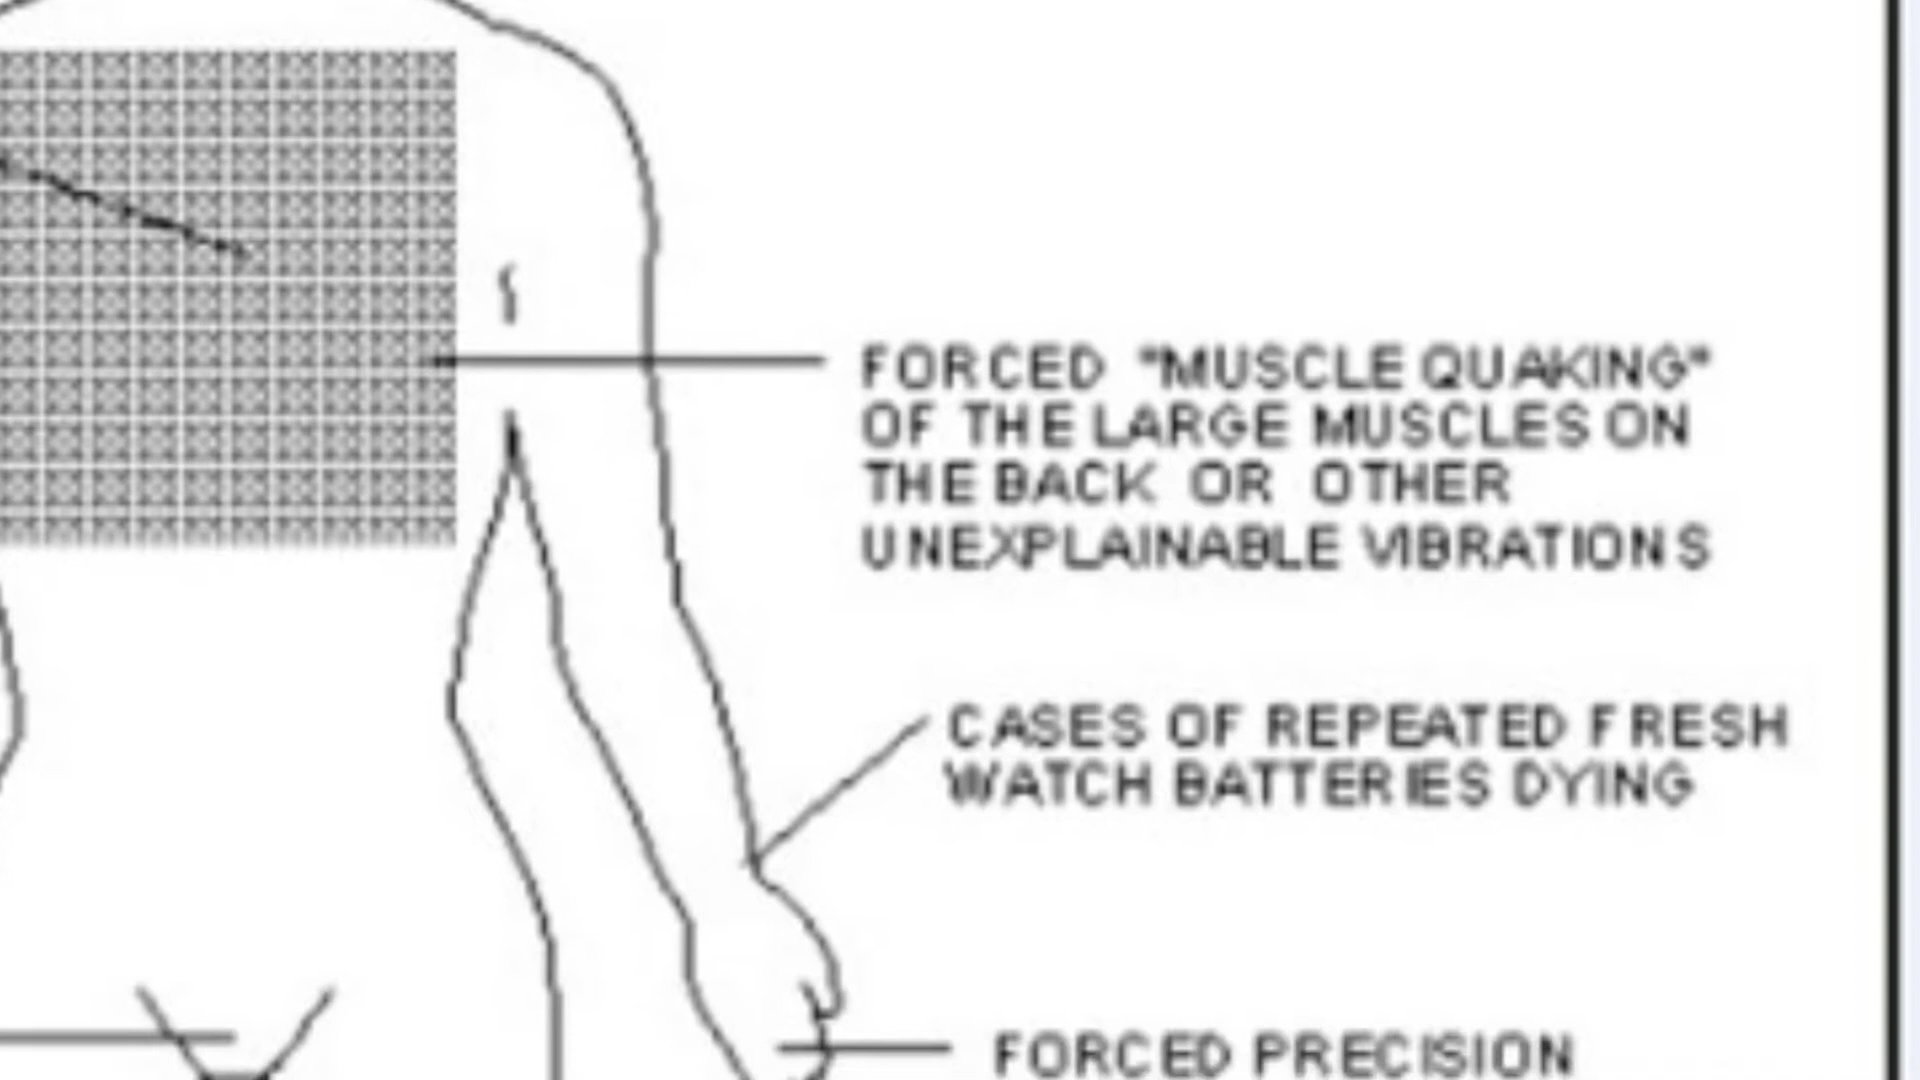 FORCED "MUSCLE QUAKING"
OF THE LARGE MUSCLES ON
THE BACK OR OTHER
UNEXPLAINABLE VIBRATIONS
CASES OF REPEATED FRESH
WATCH BATTERIES DYING
FORCED PRECISION